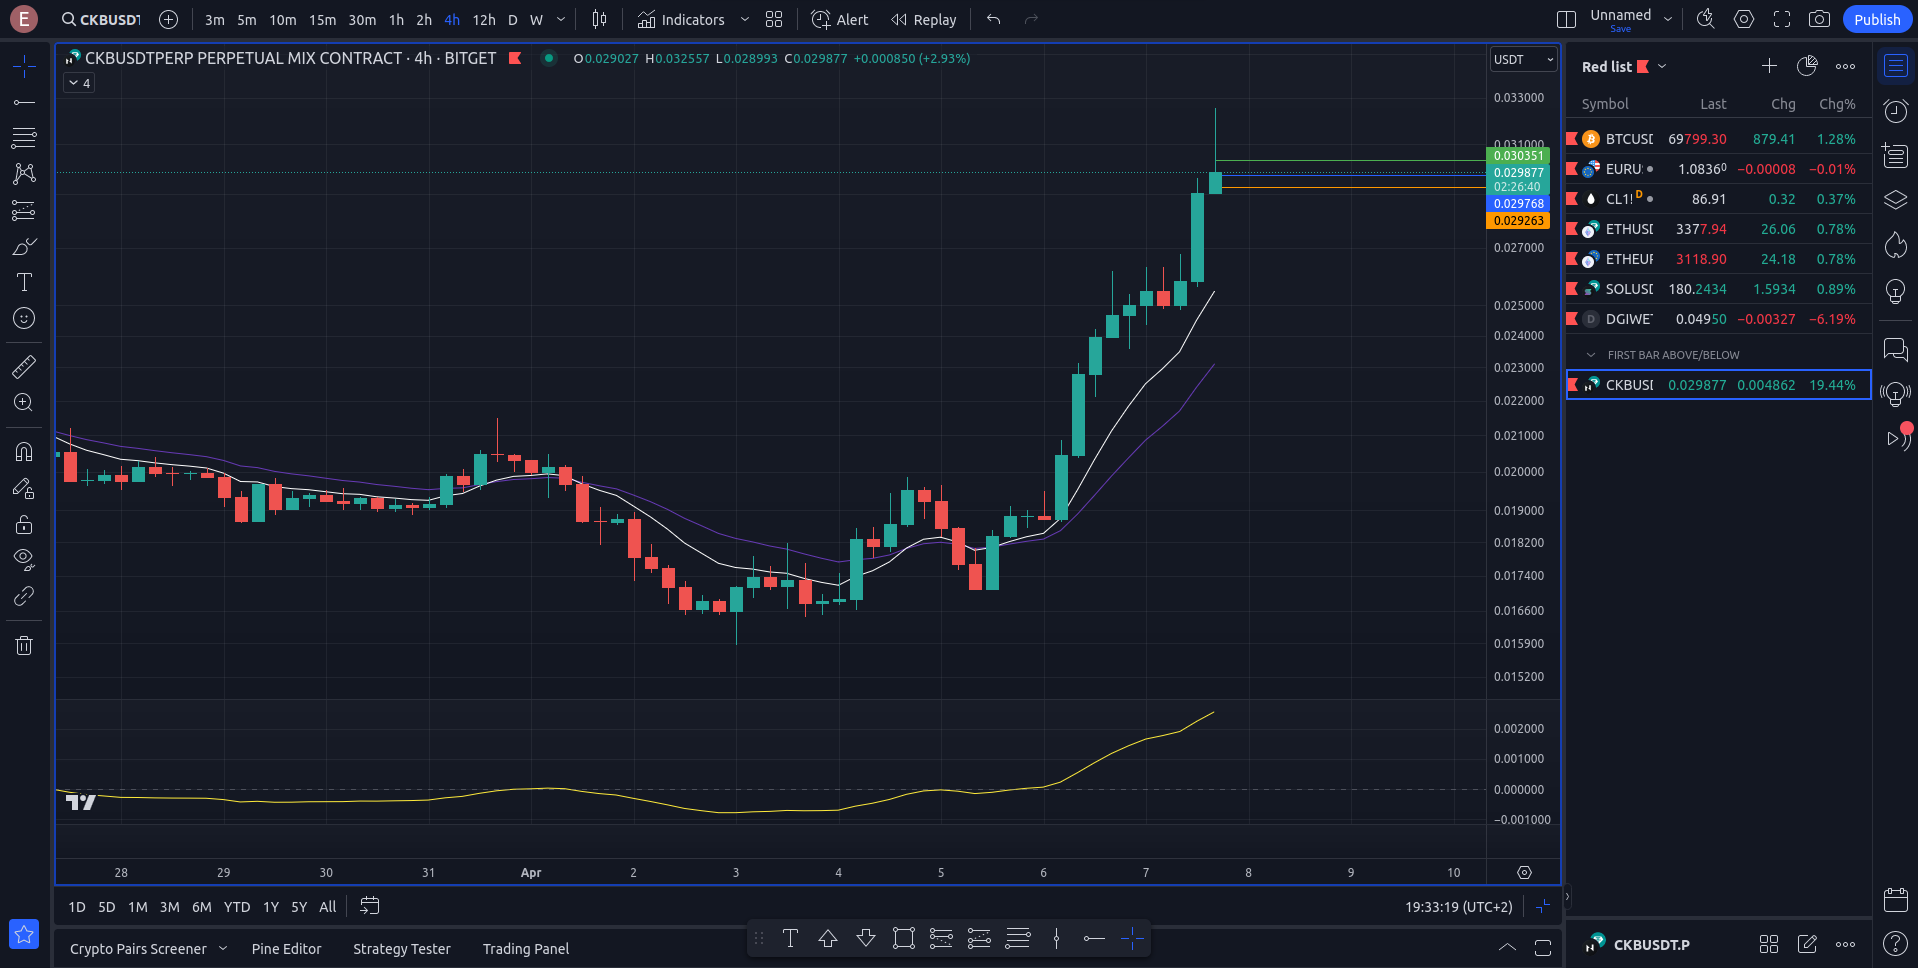 E
CKBUSDT
3m 5m 10m 15m 30m 1h 2h 4h 12h D W
Indicators
Alert
Replay
Unnamed
Save
Publish
CKBUSDTPERP PERPETUAL MIX CONTRACT · 4h · BITGET
O0.029027 H0.032557 L0.028993 C0.029877 +0.000850 (+2.93%)
4
USDT
0.033000
0.031000
0.030351
0.029877
02:26:40
0.029768
0.029263
0.027000
0.025000
0.024000
0.023000
0.022000
0.021000
0.020000
0.019000
0.018200
0.017400
0.016600
0.015900
0.015200
0.002000
0.001000
0.000000
−0.001000
28 29 30 31 Apr 2 3 4 5 6 7 8 9 10
1D 5D 1M 3M 6M YTD 1Y 5Y All
19:33:19 (UTC+2)
Crypto Pairs Screener
Pine Editor
Strategy Tester
Trading Panel
Red list
Symbol Last Chg Chg%
BTCUSD 69799.30 879.41 1.28%
EURU 1.08360 −0.00008 −0.01%
CL1! D 86.91 0.32 0.37%
ETHUSD 3377.94 26.06 0.78%
ETHEUR 3118.90 24.18 0.78%
SOLUSD 180.2434 1.5934 0.89%
D DGIWE 0.04950 −0.00327 −6.19%
FIRST BAR ABOVE/BELOW
CKBUSD 0.029877 0.004862 19.44%
CKBUSDT.P